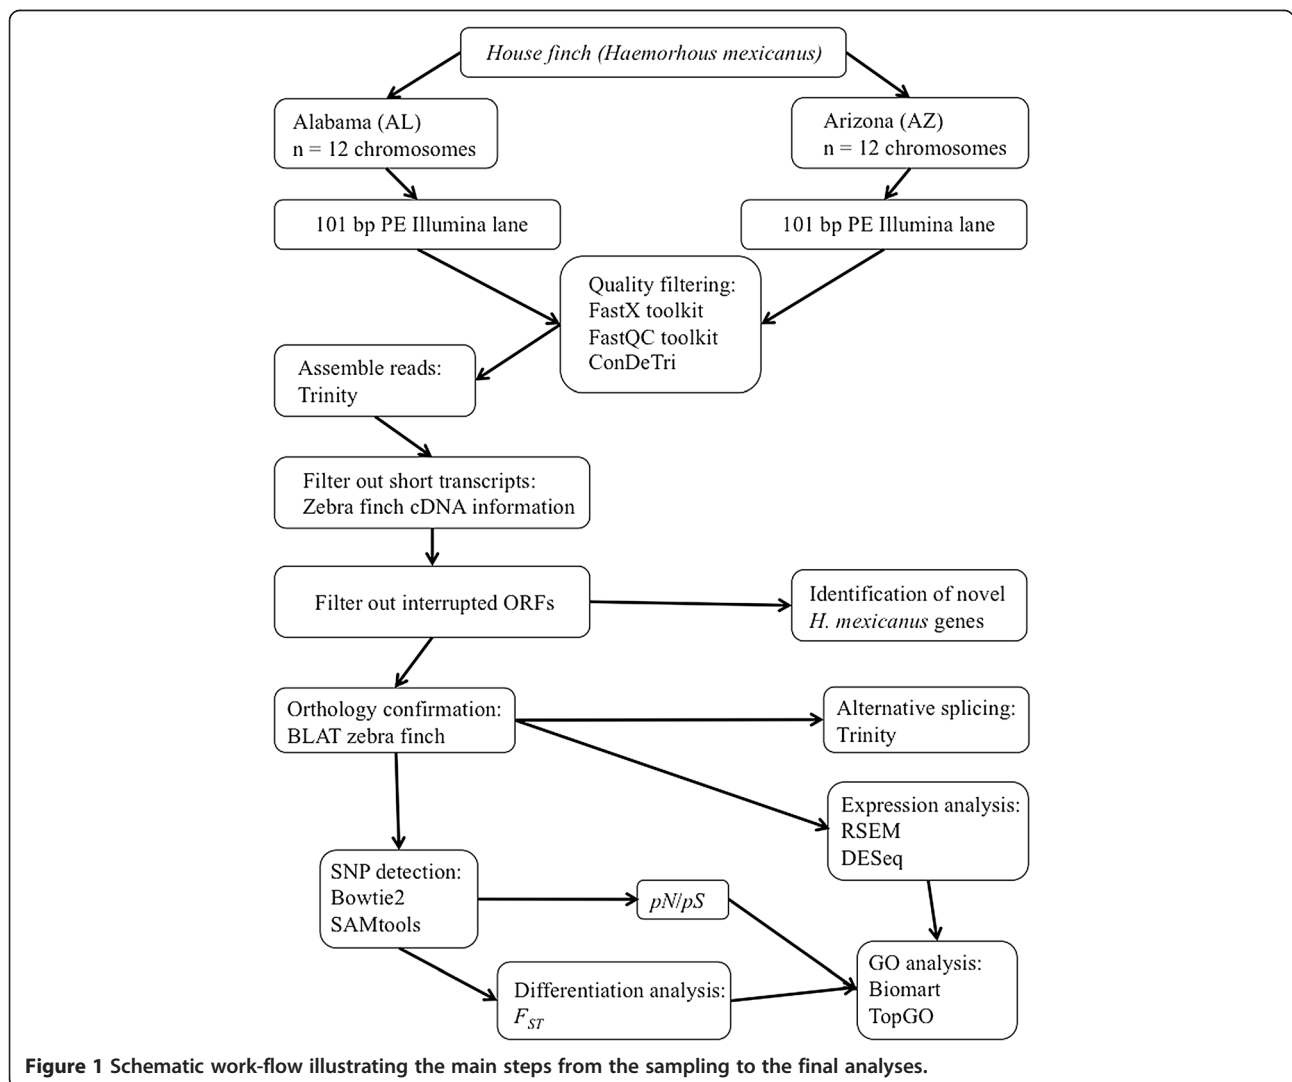 House finch (Haemorhous mexicanus)
Alabama (AL)
n = 12 chromosomes
Arizona (AZ)
n = 12 chromosomes
101 bp PE Illumina lane
101 bp PE Illumina lane
Quality filtering:
FastX toolkit
FastQC toolkit
ConDeTri
Assemble reads:
Trinity
Filter out short transcripts:
Zebra finch cDNA information
Filter out interrupted ORFs
Identification of novel
H. mexicanus genes
Orthology confirmation:
BLAT zebra finch
Alternative splicing:
Trinity
Expression analysis:
RSEM
DESeq
SNP detection:
Bowtie2
SAMtools
pN/pS
Differentiation analysis:
FST
GO analysis:
Biomart
TopGO
Figure 1 Schematic work-flow illustrating the main steps from the sampling to the final analyses.